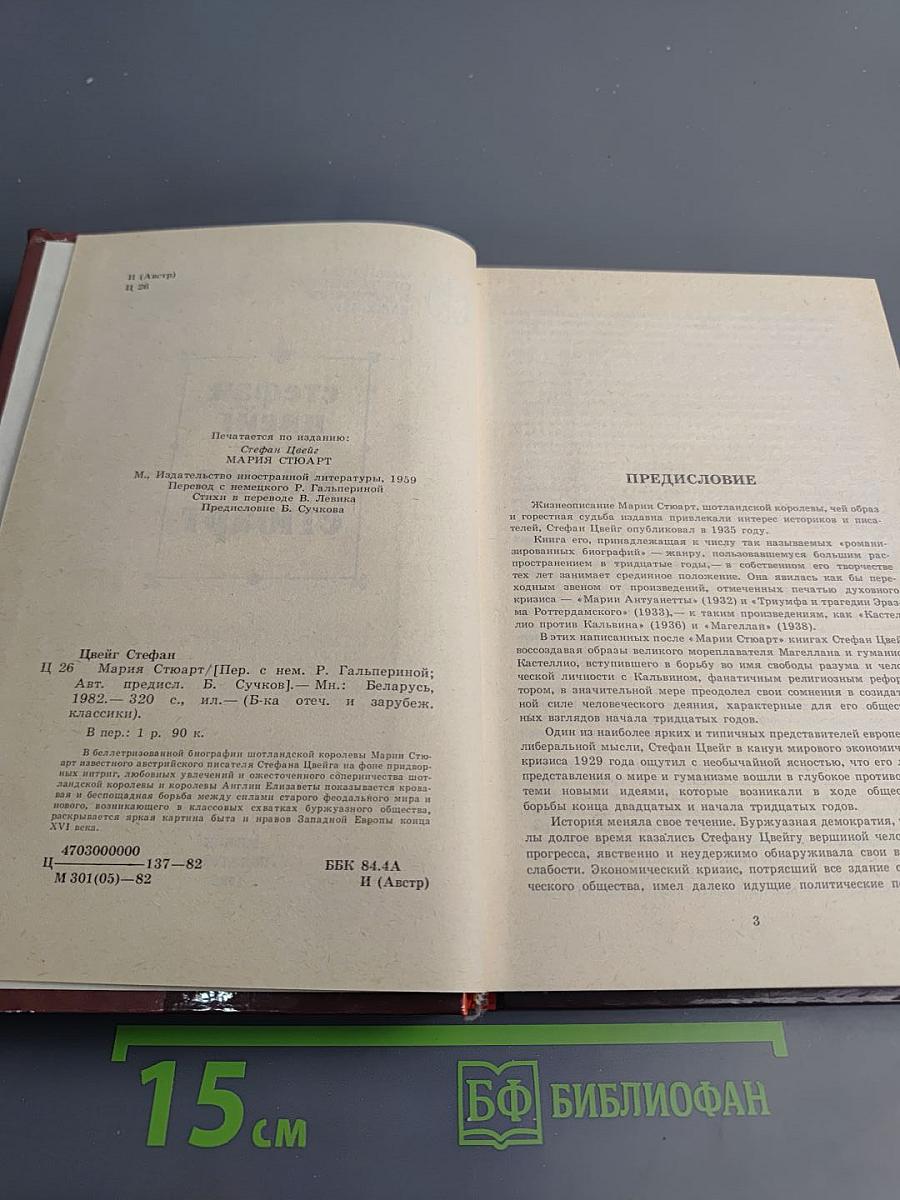 И (Австр)
Ц 26
Печатается по изданию:
Стефан Цвейг
МАРИЯ СТЮАРТ
М., Издательство иностранной литературы, 1959
Перевод с немецкого Р. Гальпериной
Стихи в переводе В. Левика
Предисловие Б. Сучкова
Цвейг Стефан
Ц 26 Мария Стюарт/[Пер. с нем. Р. Гальпериной;
Авт. предисл. Б. Сучков].— Мн.: Беларусь,
1982.— 320 с., ил.— (Б-ка отеч. и зарубеж.
классики).
В пер.: 1 р. 90 к.
В беллетризованной биографии шотландской королевы Марии Стю-
арт известного австрийского писателя Стефана Цвейга на фоне придвор-
ных интриг, любовных увлечений и ожесточенного соперничества шот-
ландской королевы и королевы Англии Елизаветы показывается крова-
вая и беспощадная борьба между силами старого феодального мира и
нового, возникающего в классовых схватках буржуазного общества,
раскрывается яркая картина быта и нравов Западной Европы конца
XVI века.
4703000000
Ц————137—82
М 301(05)—82
ББК 84.4А
И (Австр)
ПРЕДИСЛОВИЕ
Жизнеописание Марии Стюарт, шотландской королевы, чей образ
и горестная судьба издавна привлекали интерес историков и писа-
телей, Стефан Цвейг опубликовал в 1935 году.
Книга его, принадлежащая к числу так называемых «романи-
зированных биографий» — жанру, пользовавшемуся большим рас-
пространением в тридцатые годы,— в собственном его творчестве
тех лет занимает срединное положение. Она явилась как бы пере-
ходным звеном от произведений, отмеченных печатью духовного
кризиса — «Марии Антуанетты» (1932) и «Триумфа и трагедии Эраз-
ма Роттердамского» (1933),— к таким произведениям, как «Кастел
лио против Кальвина» (1936) и «Магеллан» (1938).
В этих написанных после «Марии Стюарт» книгах Стефан Цвей
воссоздавая образы великого мореплавателя Магеллана и гуманис
Кастеллио, вступившего в борьбу во имя свободы разума и чело
ческой личности с Кальвином, фанатичным религиозным рефор
тором, в значительной мере преодолел свои сомнения в созидат
ной силе человеческого деяния, характерные для его общес
ных взглядов начала тридцатых годов.
Один из наиболее ярких и типичных представителей европе
либеральной мысли, Стефан Цвейг в канун мирового экономич
кризиса 1929 года ощутил с необычайной ясностью, что его л
представления о мире и гуманизме вошли в глубокое противо
теми новыми идеями, которые возникали в ходе общес
борьбы конца двадцатых и начала тридцатых годов.
История меняла свое течение. Буржуазная демократия,
лы долгое время казались Стефану Цвейгу вершиной чело
прогресса, явственно и неудержимо обнаруживала свои в
слабости. Экономический кризис, потрясший все здание
ческого общества, имел далеко идущие политические по
3
15 см
БФ БИБЛИОФАН